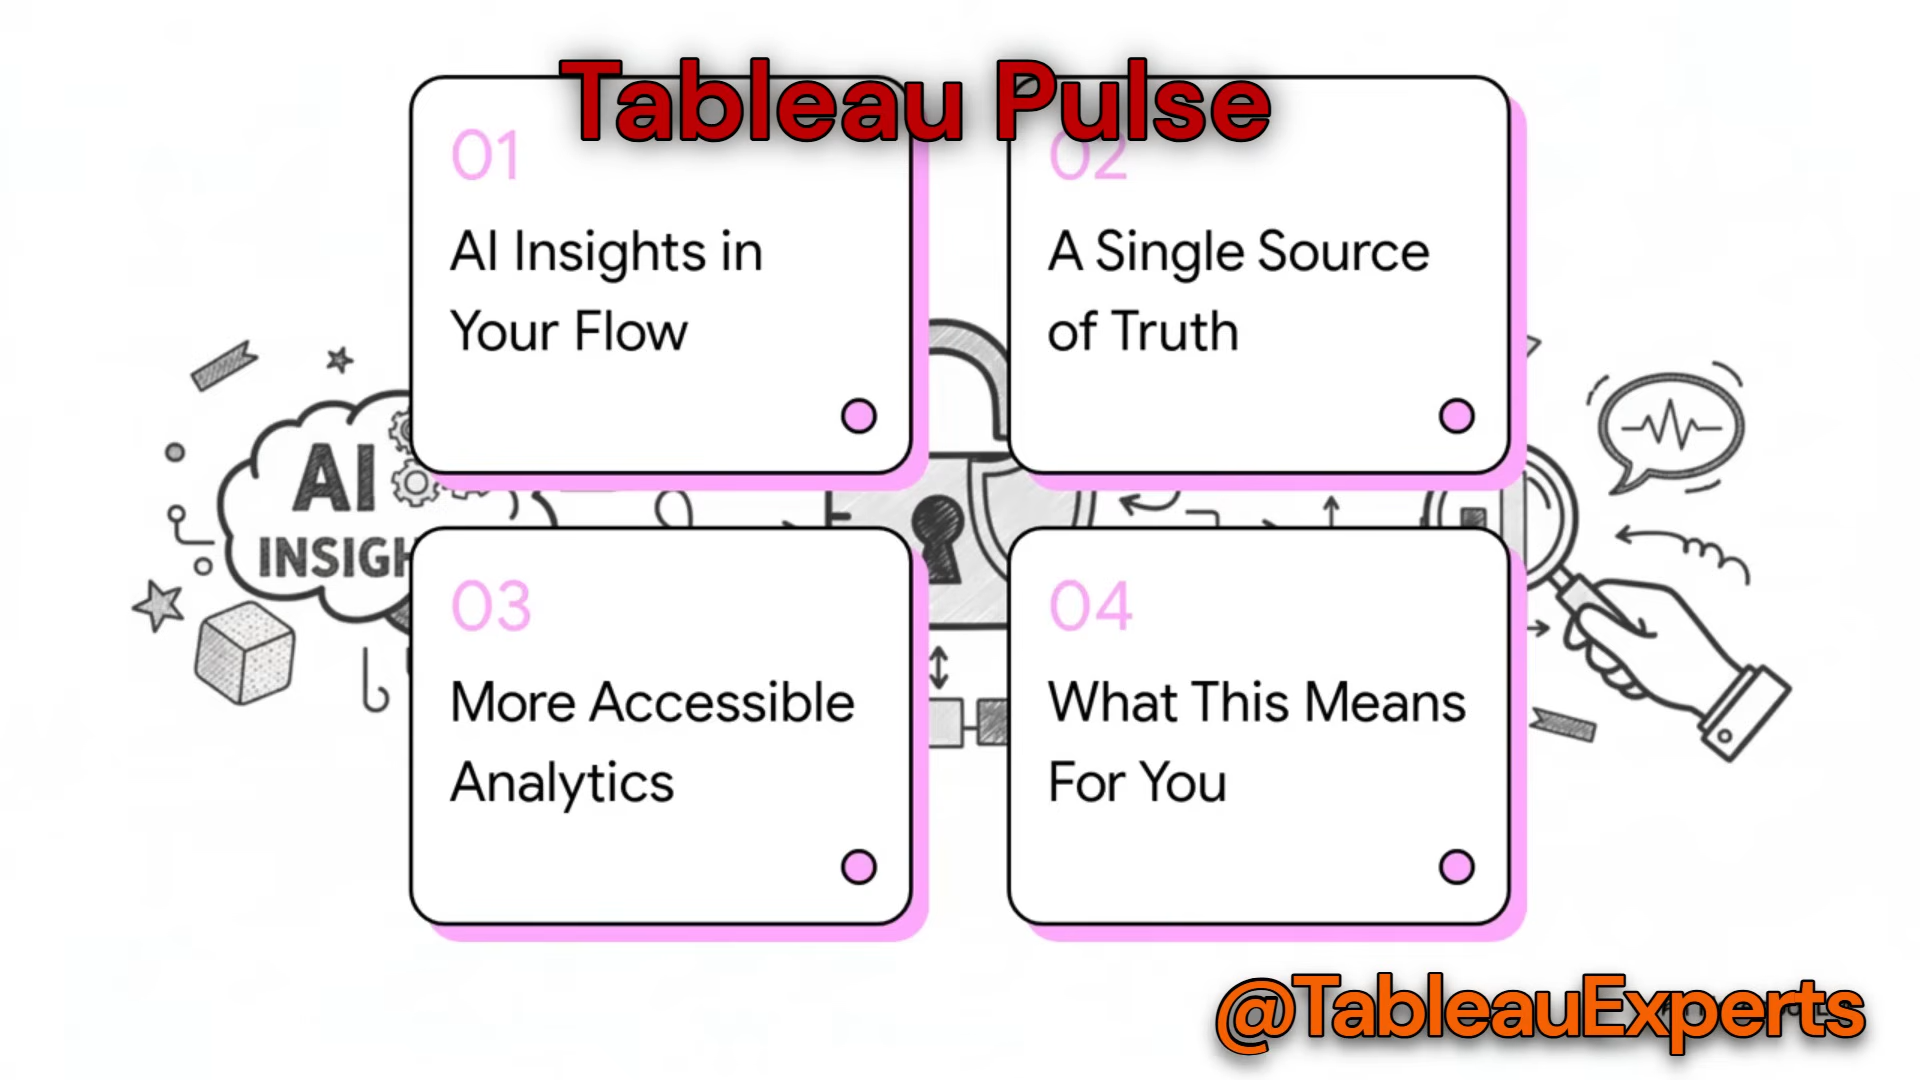 Tableau Pulse
01
AI Insights in
Your Flow
02
A Single Source
of Truth
AI
INSIGH
03
More Accessible
Analytics
04
What This Means
For You
@TableauExperts